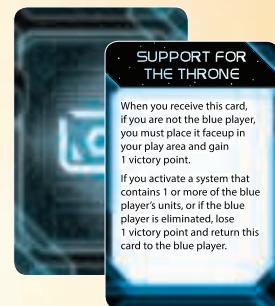 SUPPORT FOR
THE THRONE
When you receive this card,
if you are not the blue player,
you must place it faceup in
your play area and gain
1 victory point.
If you activate a system that
contains 1 or more of the blue
player's units, or if the blue
player is eliminated, lose
1 victory point and return this
card to the blue player.